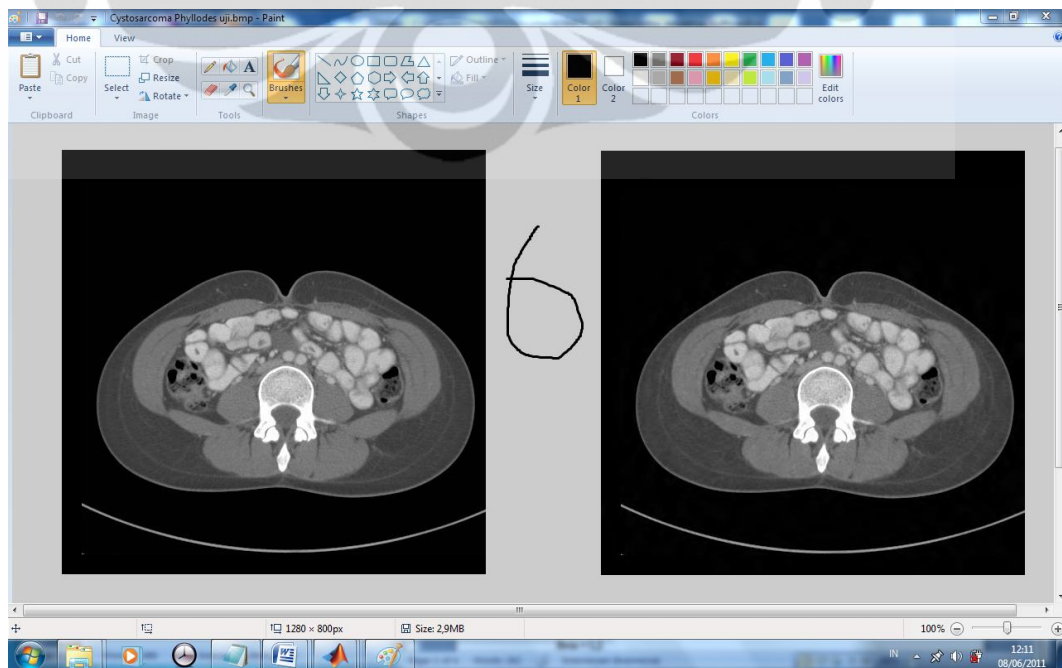 Cystosarcoma Phyllodes uji.bmp - Paint
Home View
Paste
Cut
Copy
Clipboard
Select
Crop
Resize
Rotate
Image
A
Tools
Brushes
Outline
Fill
Shapes
Size
Color 1
Color 2
Edit colors
Colors
6
1280 × 800px
Size: 2,9MB
100%
IN
12:11
08/06/2011